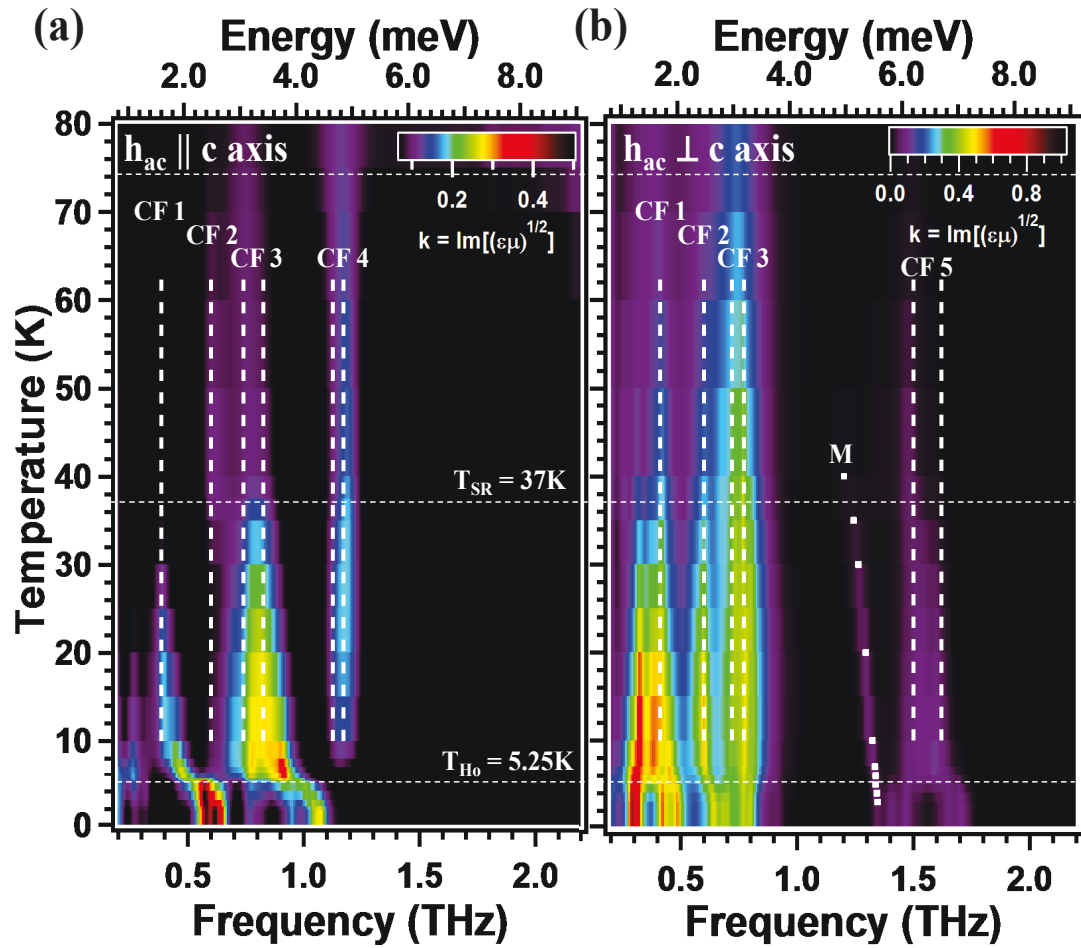 (a)
Energy (meV)
2.0 4.0 6.0 8.0
(b)
Energy (meV)
2.0 4.0 6.0 8.0
Temperature (K)
80
70
60
50
40
30
20
10
0
h_ac ∥ c axis
0.2 0.4
k = Im[(εμ)^1/2]
CF 1
CF 2
CF 3
CF 4
T_SR = 37K
T_Ho = 5.25K
0.5 1.0 1.5 2.0
Frequency (THz)
h_ac ⊥ c axis
0.0 0.4 0.8
k = Im[(εμ)^1/2]
CF 1
CF 2
CF 3
CF 5
M
0.5 1.0 1.5 2.0
Frequency (THz)